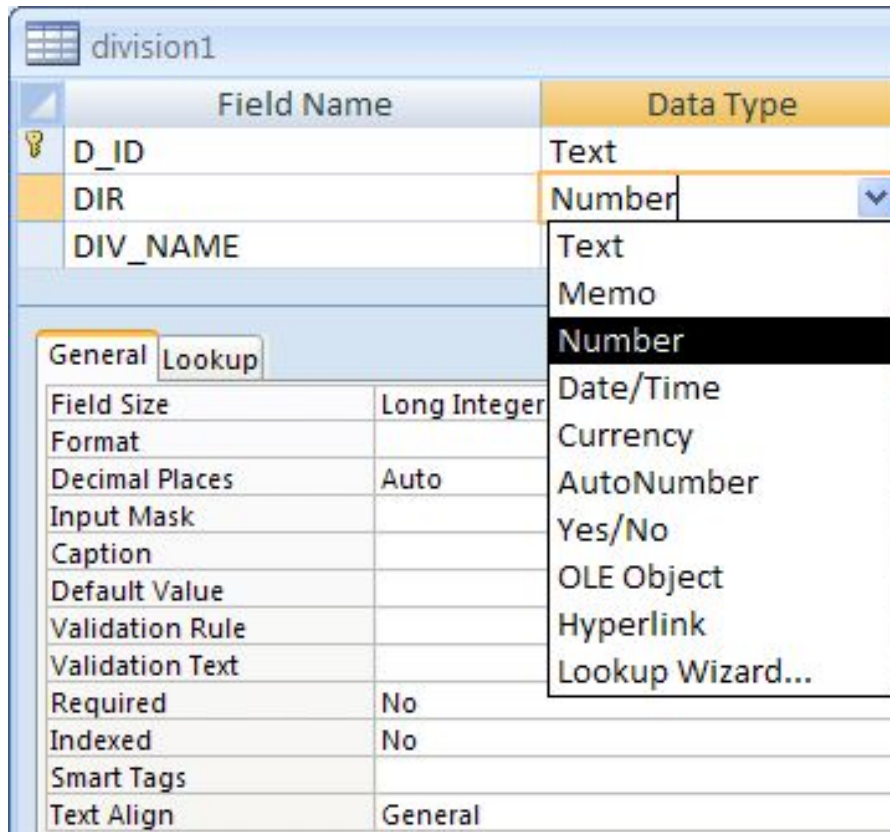 division1
Field Name Data Type
D_ID Text
DIR Number
DIV_NAME
Text
Memo
Number
Date/Time
Currency
AutoNumber
Yes/No
OLE Object
Hyperlink
Lookup Wizard...
General Lookup
Field Size Long Integer
Format
Decimal Places Auto
Input Mask
Caption
Default Value
Validation Rule
Validation Text
Required No
Indexed No
Smart Tags
Text Align General